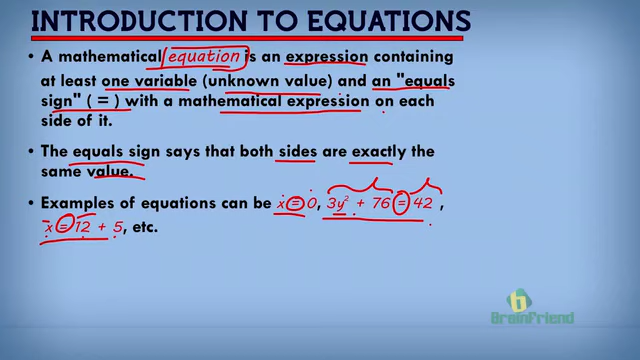 INTRODUCTION TO EQUATIONS
• A mathematical equation is an expression containing
at least one variable (unknown value) and an "equals
sign" ( = ) with a mathematical expression on each
side of it.
• The equals sign says that both sides are exactly the
same value.
• Examples of equations can be x = 0, 3y² + 76 = 42 ,
x = 12 + 5, etc.
b
BrainFriend